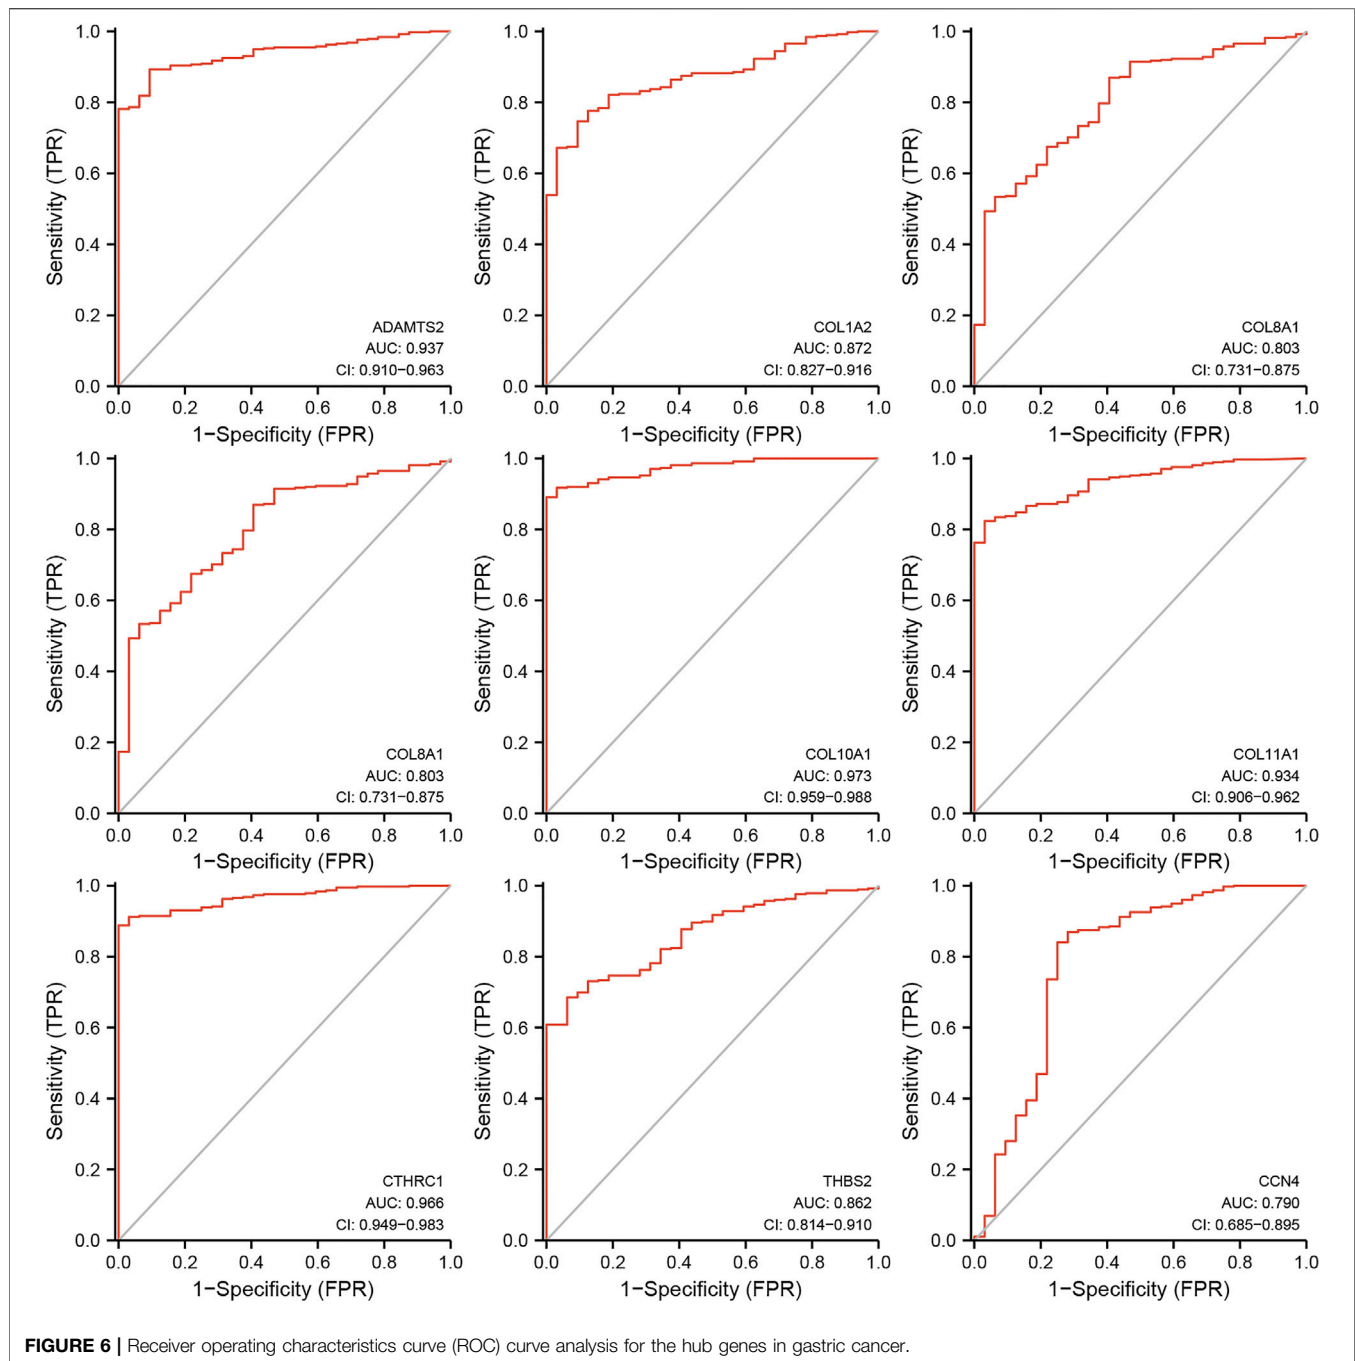 1.0
0.8
0.6
0.4
0.2
0.0
Sensitivity (TPR)
ADAMTS2
AUC: 0.937
CI: 0.910−0.963
0.0 0.2 0.4 0.6 0.8 1.0
1−Specificity (FPR)
1.0
0.8
0.6
0.4
0.2
0.0
Sensitivity (TPR)
COL1A2
AUC: 0.872
CI: 0.827−0.916
0.0 0.2 0.4 0.6 0.8 1.0
1−Specificity (FPR)
1.0
0.8
0.6
0.4
0.2
0.0
Sensitivity (TPR)
COL8A1
AUC: 0.803
CI: 0.731−0.875
0.0 0.2 0.4 0.6 0.8 1.0
1−Specificity (FPR)
1.0
0.8
0.6
0.4
0.2
0.0
Sensitivity (TPR)
COL8A1
AUC: 0.803
CI: 0.731−0.875
0.0 0.2 0.4 0.6 0.8 1.0
1−Specificity (FPR)
1.0
0.8
0.6
0.4
0.2
0.0
Sensitivity (TPR)
COL10A1
AUC: 0.973
CI: 0.959−0.988
0.0 0.2 0.4 0.6 0.8 1.0
1−Specificity (FPR)
1.0
0.8
0.6
0.4
0.2
0.0
Sensitivity (TPR)
COL11A1
AUC: 0.934
CI: 0.906−0.962
0.0 0.2 0.4 0.6 0.8 1.0
1−Specificity (FPR)
1.0
0.8
0.6
0.4
0.2
0.0
Sensitivity (TPR)
CTHRC1
AUC: 0.966
CI: 0.949−0.983
0.0 0.2 0.4 0.6 0.8 1.0
1−Specificity (FPR)
1.0
0.8
0.6
0.4
0.2
0.0
Sensitivity (TPR)
THBS2
AUC: 0.862
CI: 0.814−0.910
0.0 0.2 0.4 0.6 0.8 1.0
1−Specificity (FPR)
1.0
0.8
0.6
0.4
0.2
0.0
Sensitivity (TPR)
CCN4
AUC: 0.790
CI: 0.685−0.895
0.0 0.2 0.4 0.6 0.8 1.0
1−Specificity (FPR)
FIGURE 6 | Receiver operating characteristics curve (ROC) curve analysis for the hub genes in gastric cancer.